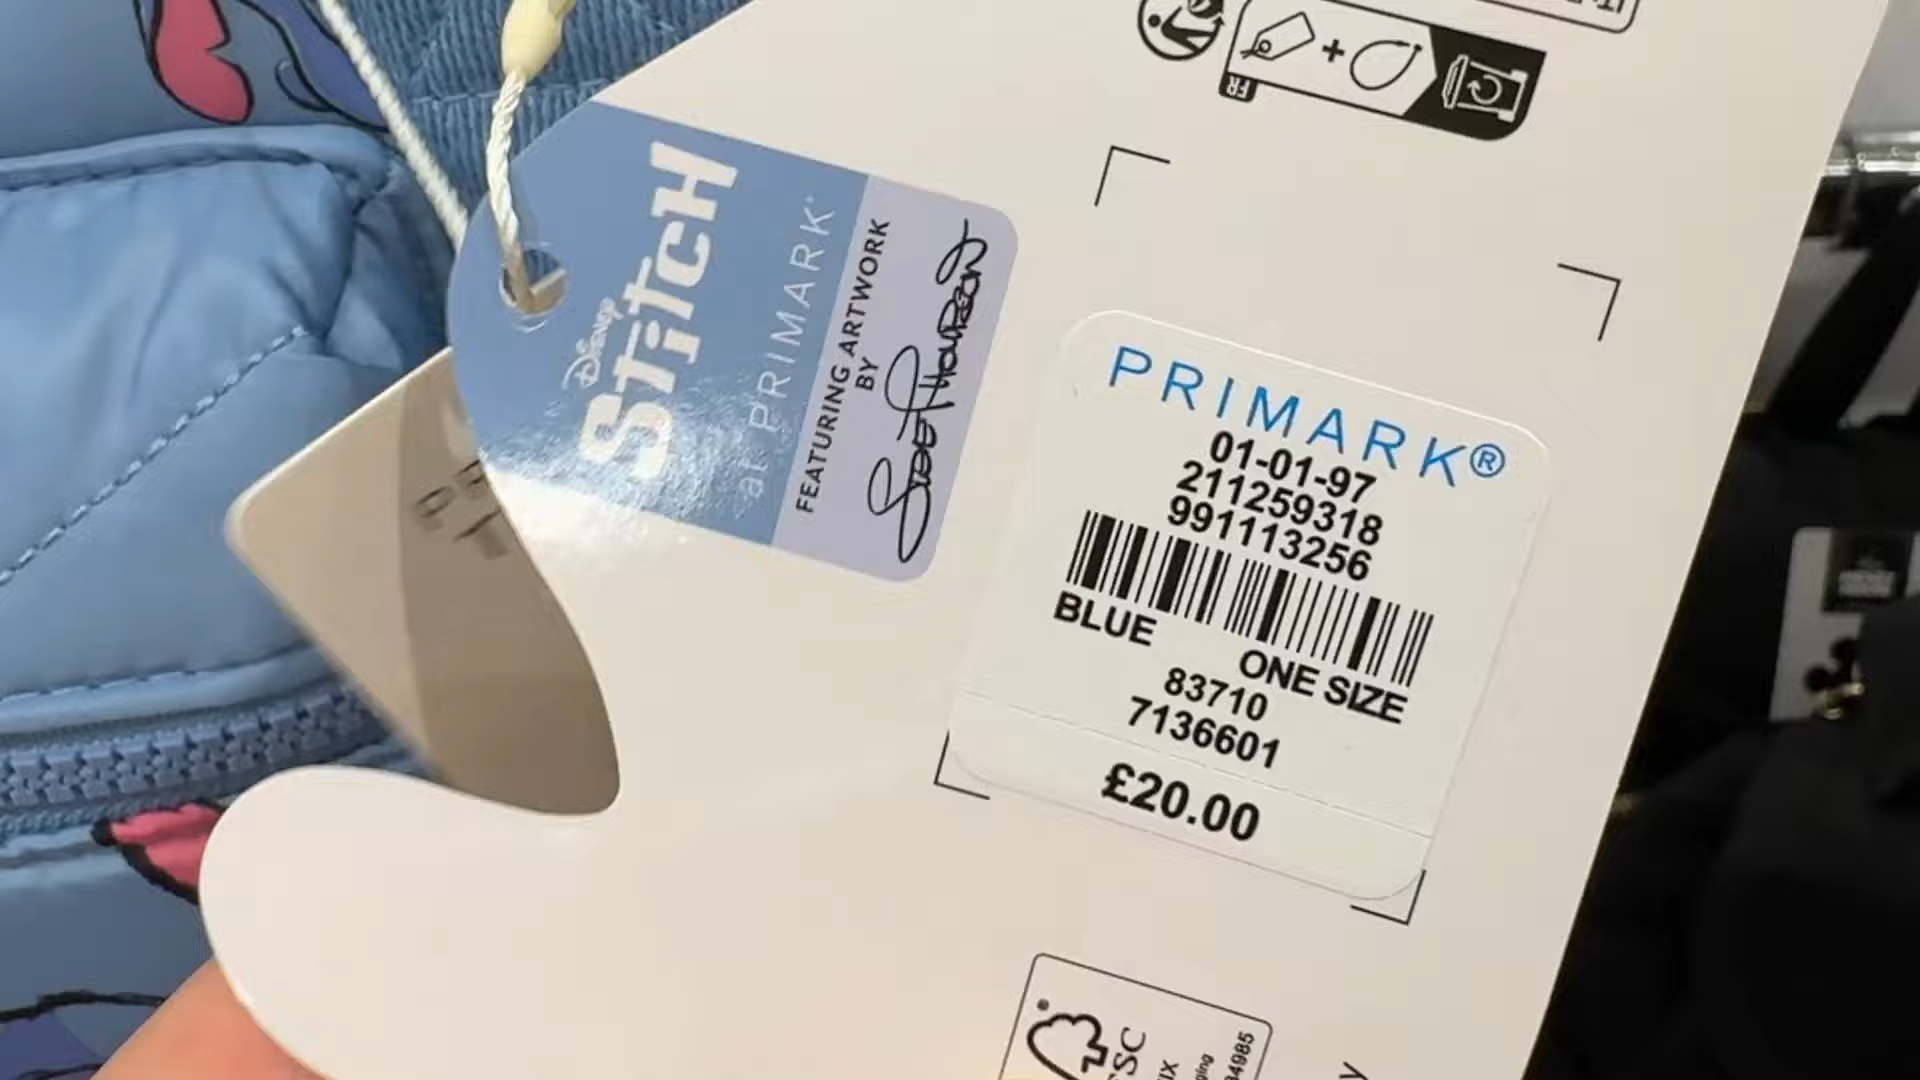 FR
Disney
Stitch
at PRIMARK
FEATURING ARTWORK
BY
PRIMARK®
01-01-97
211259318
991113256
BLUE
ONE SIZE
83710
7136601
£20.00
FSC